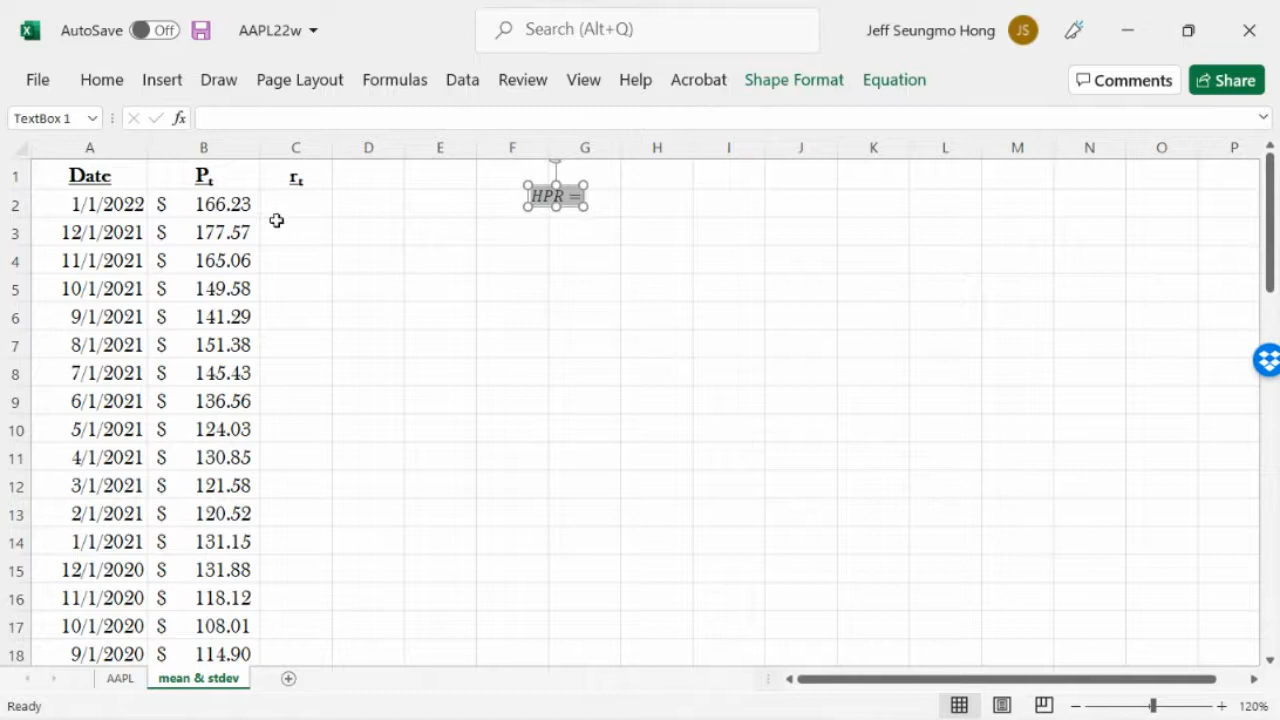 AutoSave Off AAPL22w Search (Alt+Q) Jeff Seungmo Hong JS
File Home Insert Draw Page Layout Formulas Data Review View Help Acrobat Shape Format Equation Comments Share
TextBox 1 fx
A B C D E F G H I J K L M N O P
1 Date Pt rt
2 1/1/2022 $ 166.23 HPR =
3 12/1/2021 $ 177.57
4 11/1/2021 $ 165.06
5 10/1/2021 $ 149.58
6 9/1/2021 $ 141.29
7 8/1/2021 $ 151.38
8 7/1/2021 $ 145.43
9 6/1/2021 $ 136.56
10 5/1/2021 $ 124.03
11 4/1/2021 $ 130.85
12 3/1/2021 $ 121.58
13 2/1/2021 $ 120.52
14 1/1/2021 $ 131.15
15 12/1/2020 $ 131.88
16 11/1/2020 $ 118.12
17 10/1/2020 $ 108.01
18 9/1/2020 $ 114.90
AAPL mean & stdev
Ready 120%